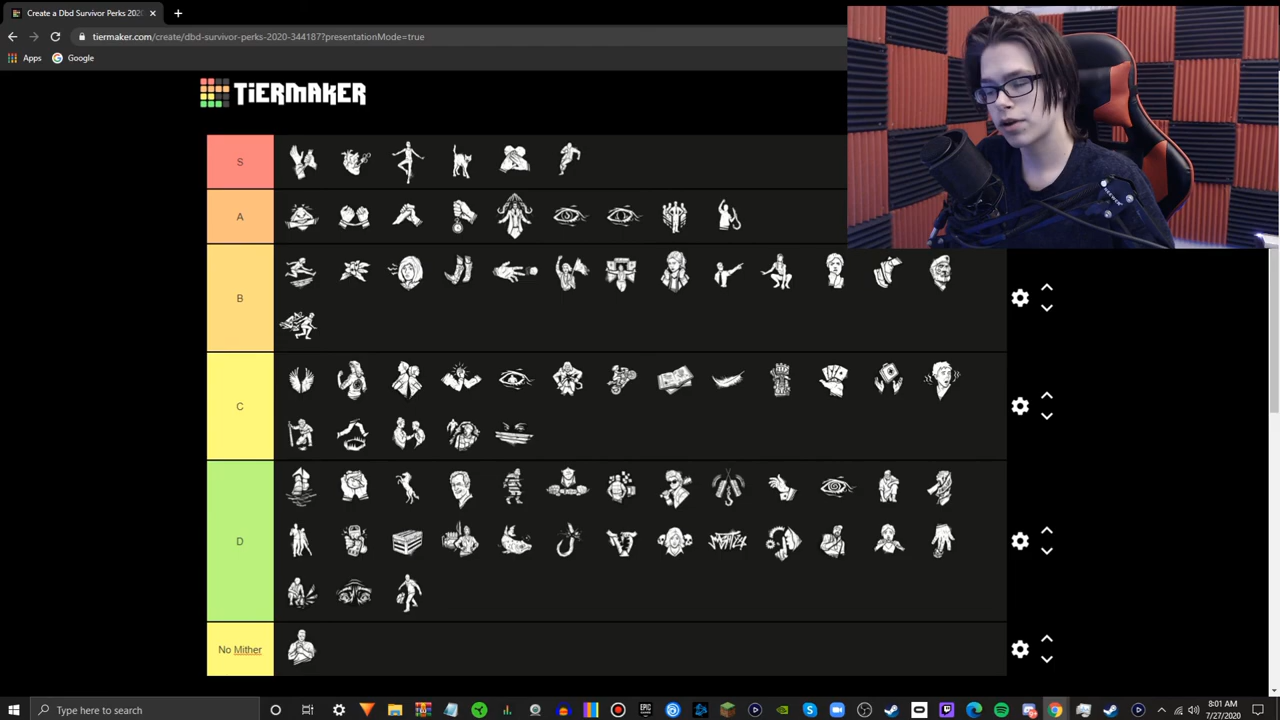 Create a Dbd Survivor Perks 2020
tiermaker.com/create/dbd-survivor-perks-2020-344187?presentationMode=true
Apps
Google
TiERMAKER
S
A
B
C
D
No Mither
Type here to search
8:01 AM
7/27/2020